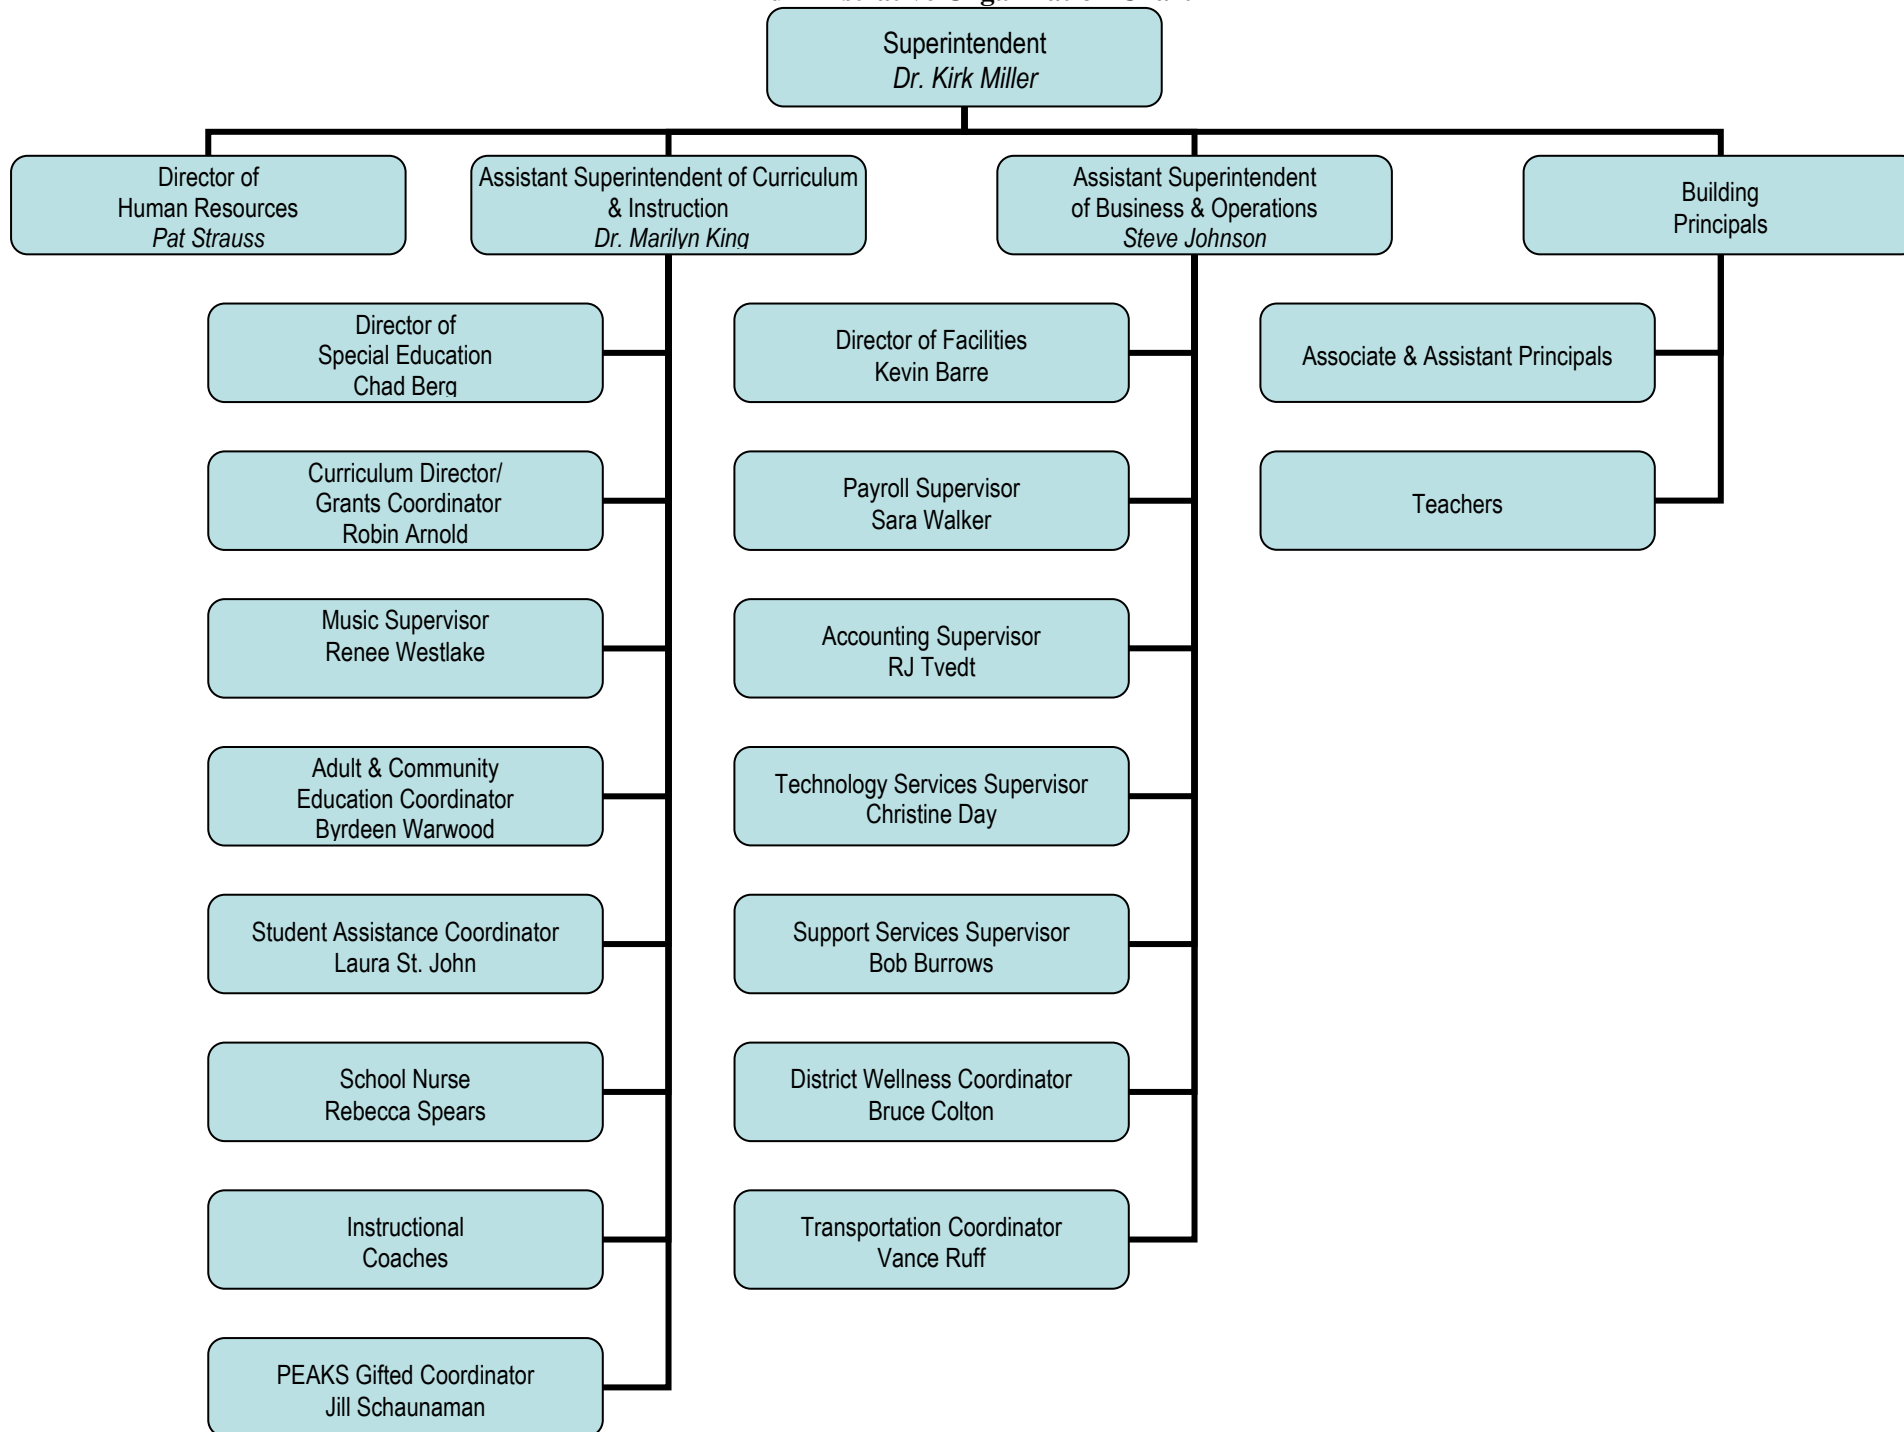 Superintendent
Dr. Kirk Miller
Director of
Human Resources
Pat Strauss
Assistant Superintendent of Curriculum
& Instruction
Dr. Marilyn King
Assistant Superintendent
of Business & Operations
Steve Johnson
Building
Principals
Director of
Special Education
Chad Berg
Curriculum Director/
Grants Coordinator
Robin Arnold
Music Supervisor
Renee Westlake
Adult & Community
Education Coordinator
Byrdeen Warwood
Student Assistance Coordinator
Laura St. John
School Nurse
Rebecca Spears
Instructional
Coaches
PEAKS Gifted Coordinator
Jill Schaunaman
Director of Facilities
Kevin Barre
Payroll Supervisor
Sara Walker
Accounting Supervisor
RJ Tvedt
Technology Services Supervisor
Christine Day
Support Services Supervisor
Bob Burrows
District Wellness Coordinator
Bruce Colton
Transportation Coordinator
Vance Ruff
Associate & Assistant Principals
Teachers